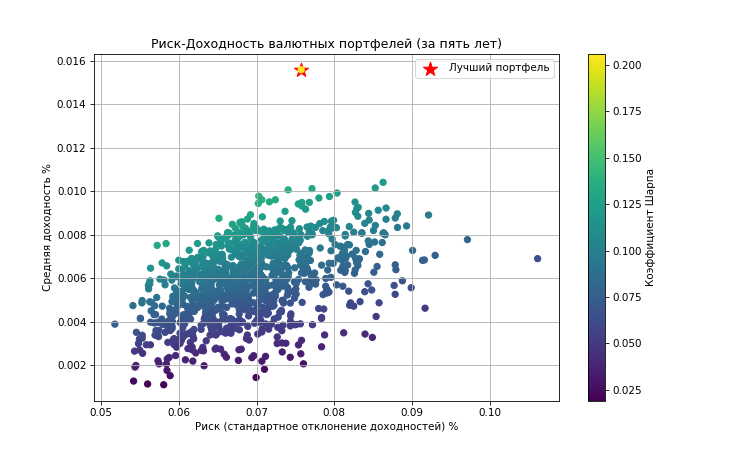 Риск-Доходность валютных портфелей (за пять лет)
Лучший портфель
Средняя доходность %
0.016
0.014
0.012
0.010
0.008
0.006
0.004
0.002
0.05 0.06 0.07 0.08 0.09 0.10
Риск (стандартное отклонение доходностей) %
0.200
0.175
0.150
0.125
0.100
0.075
0.050
0.025
Коэффициент Шарпа